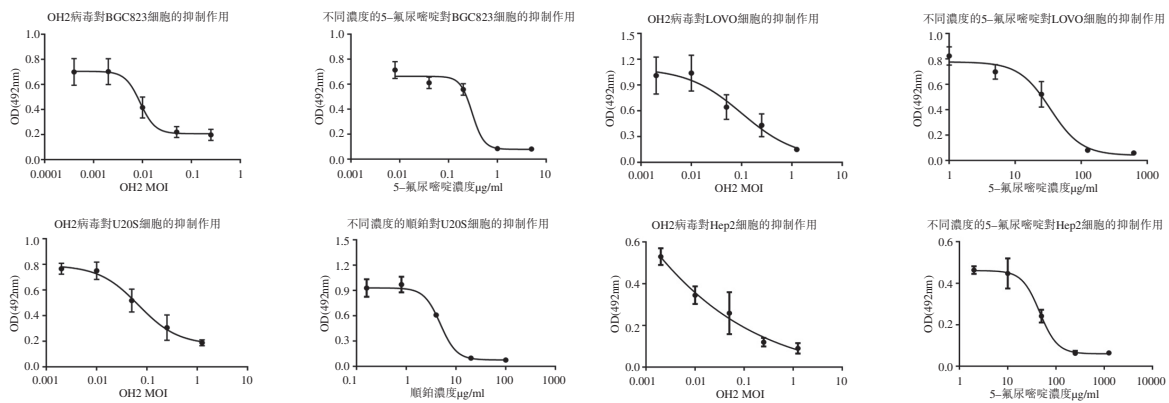 OH2病毒對BGC823細胞的抑制作用
OD(492nm)
1.0
0.8
0.6
0.4
0.2
0.0
0.0001 0.001 0.01 0.1 1
OH2 MOI
不同濃度的5–氟尿嘧啶對BGC823細胞的抑制作用
OD(492nm)
1.0
0.8
0.6
0.4
0.2
0.0
0.001 0.01 0.1 1 10
5–氟尿嘧啶濃度μg/ml
OH2病毒對LOVO細胞的抑制作用
OD(492nm)
1.5
1.2
0.9
0.6
0.3
0.0
0.001 0.01 0.1 1 10
OH2 MOI
不同濃度的5–氟尿嘧啶對LOVO細胞的抑制作用
OD(492nm)
1.0
0.8
0.6
0.4
0.2
0.0
1 10 100 1000
5–氟尿嘧啶濃度μg/ml
OH2病毒對U20S細胞的抑制作用
OD(492nm)
1.0
0.8
0.6
0.4
0.2
0.0
0.001 0.01 0.1 1 10
OH2 MOI
不同濃度的順鉑對U20S細胞的抑制作用
OD(492nm)
1.5
1.2
0.9
0.6
0.3
0.0
0.1 1 10 100 1000
順鉑濃度μg/ml
OH2病毒對Hep2細胞的抑制作用
OD(492nm)
0.6
0.4
0.2
0.0
0.001 0.01 0.1 1 10
OH2 MOI
不同濃度的5–氟尿嘧啶對Hep2細胞的抑制作用
OD(492nm)
0.6
0.4
0.2
0.0
1 10 100 1000 10000
5–氟尿嘧啶濃度μg/ml